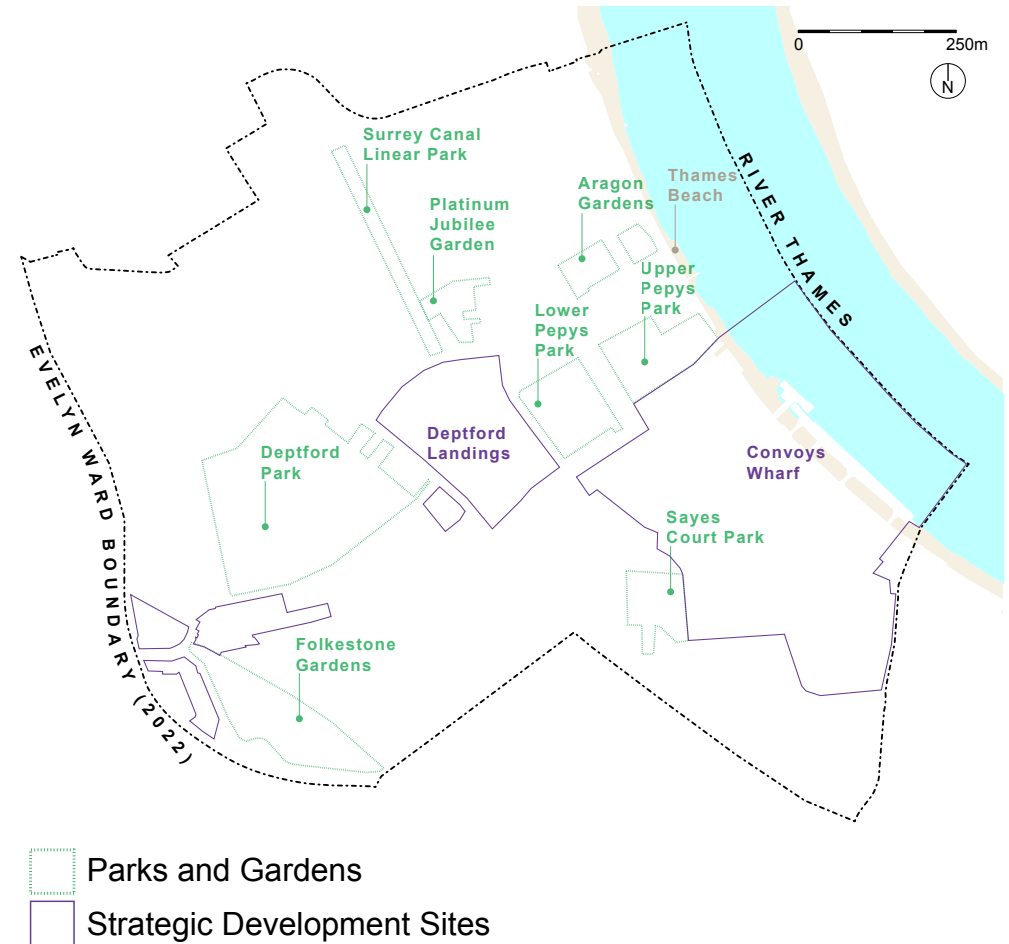 0 250m
N
Surrey Canal
Linear Park
Platinum
Jubilee
Garden
Aragon
Gardens
Thames
Beach
RIVER THAMES
Upper
Pepys
Park
Lower
Pepys
Park
EVELYN WARD BOUNDARY (2022)
Deptford
Park
Deptford
Landings
Convoys
Wharf
Sayes
Court Park
Folkestone
Gardens
Parks and Gardens
Strategic Development Sites